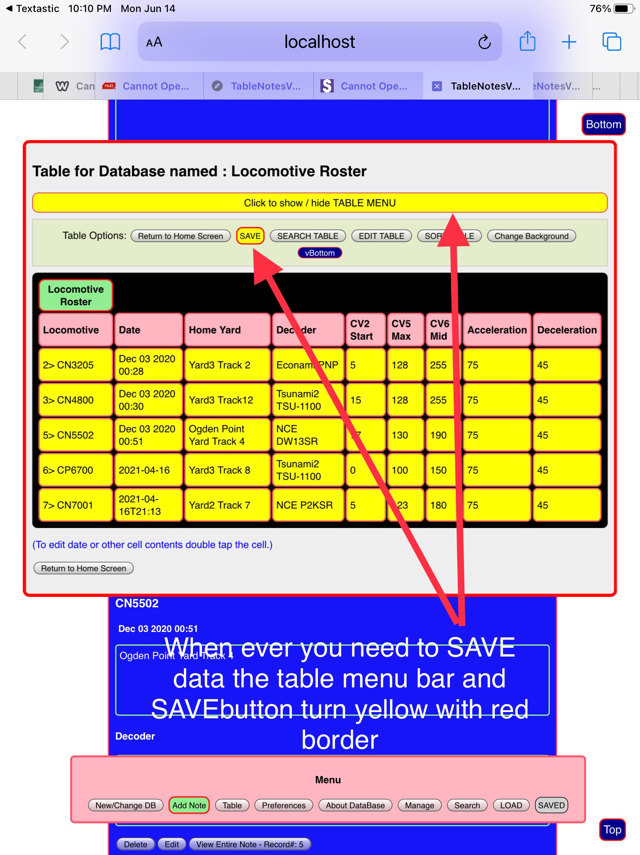 ◀ Textastic 10:10 PM Mon Jun 14 76%
AA localhost
Can Cannot Ope... TableNotesV... Cannot Ope... TableNotesV... NotesV... ...
Bottom
Table for Database named : Locomotive Roster
Click to show / hide TABLE MENU
Table Options: Return to Home Screen SAVE SEARCH TABLE EDIT TABLE Change Background
vBottom
Locomotive
Roster
Locomotive Date Home Yard Decoder CV2 Start CV5 Max CV6 Mid Acceleration Deceleration
2> CN3205 Dec 03 2020 00:28 Yard3 Track 2 PNP 5 128 255 75 45
3> CN4800 Dec 03 2020 00:30 Yard3 Track12 Tsunami2 TSU-1100 15 128 255 75 45
5> CN5502 Dec 03 2020 00:51 Ogden Point Yard Track 4 NCE DW13SR 130 190 75 45
6> CP6700 2021-04-16 Yard3 Track 8 Tsunami2 TSU-1100 0 100 150 75 45
7> CN7001 2021-04-16T21:13 Yard2 Track 7 NCE P2KSR 5 180 75 45
(To edit date or other cell contents double tap the cell.)
Return to Home Screen
CN5502
Dec 03 2020 00:51
Ogden Point Yard Track 4
When ever you need to SAVE
data the table menu bar and
SAVEbutton turn yellow with red
border
Decoder
Menu
New/Change DB Add Note Table Preferences About DataBase Manage Search LOAD SAVED
Top
Delete Edit View Entire Note - Record#: 5